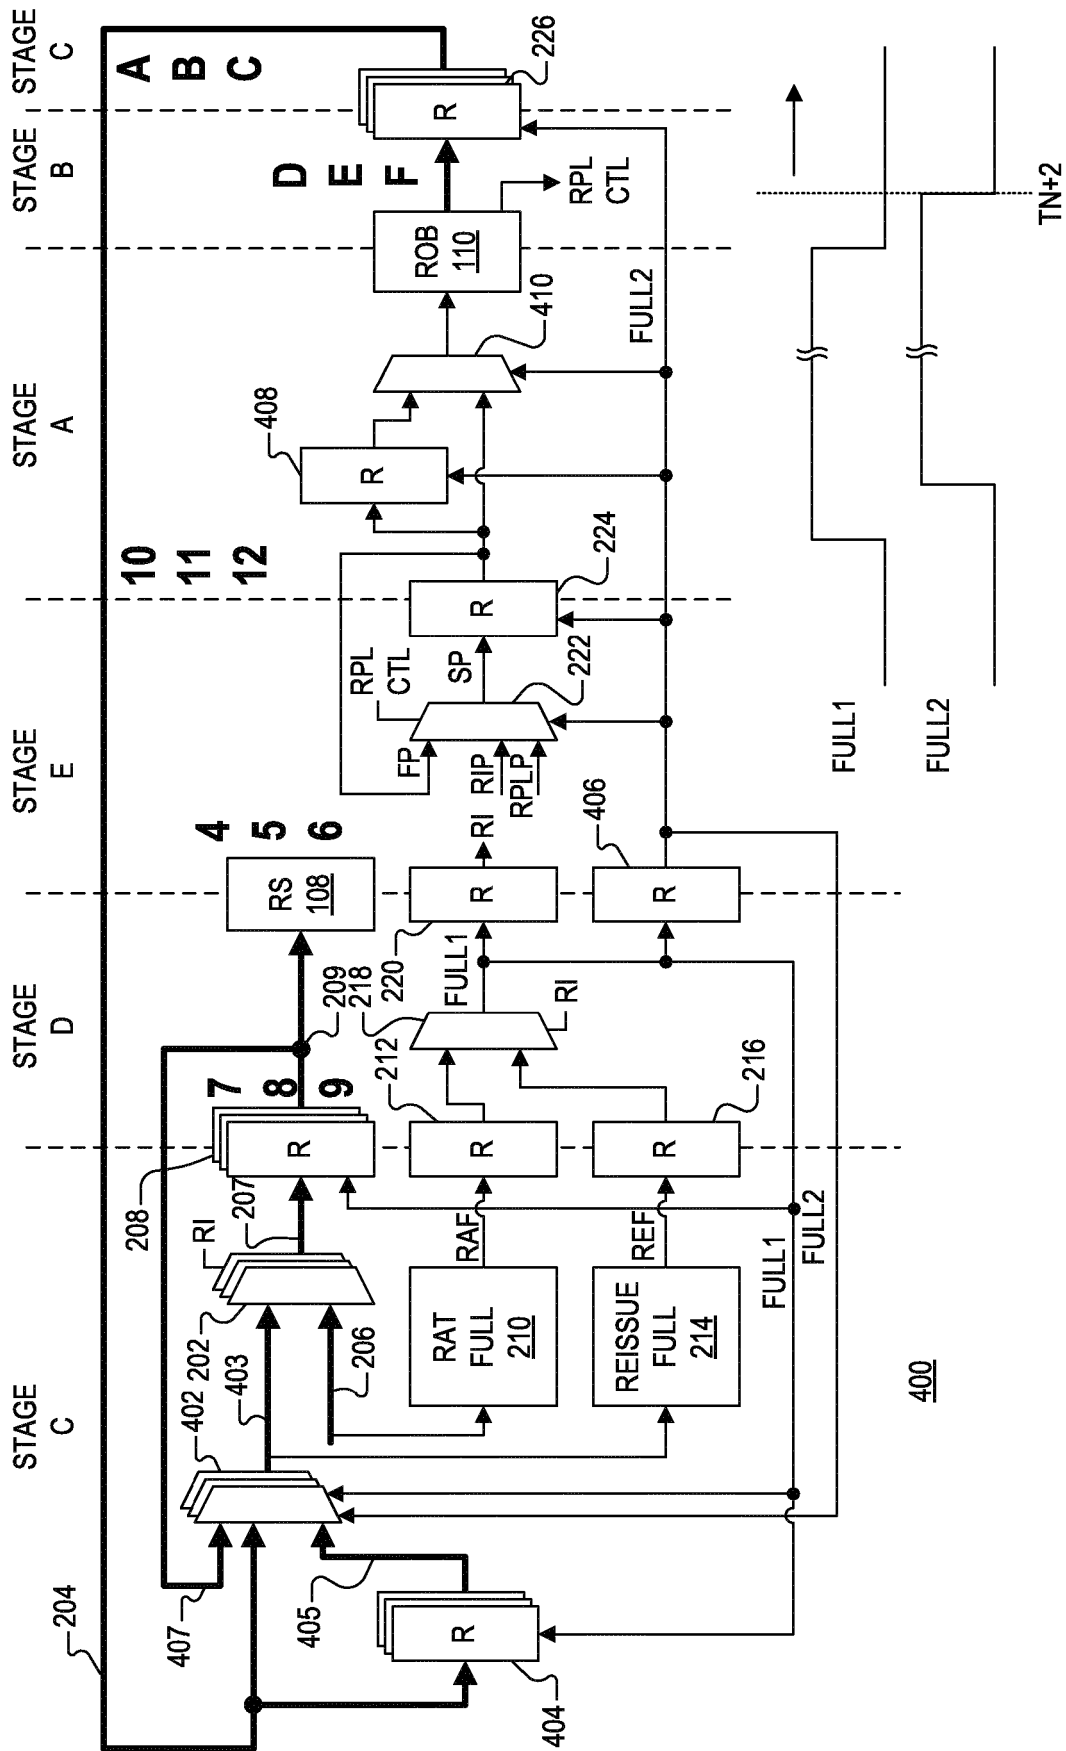 STAGE C
STAGE D
STAGE E
STAGE A
STAGE B
STAGE C
204
407
405
404
R
402
202
403
206
RI
207
208
R
7
8
9
209
RS
108
4
5
6
10
11
12
A
B
C
D
E
F
RAT
FULL
210
RAF
212
R
218
RI
FULL1
220
R
RI
REISSUE
FULL
214
REF
216
R
406
R
FP
RIP
RPLP
RPL
CTL
SP
222
224
R
408
R
410
ROB
110
RPL
CTL
226
R
FULL2
FULL1
FULL2
400
FULL1
FULL2
TN+2